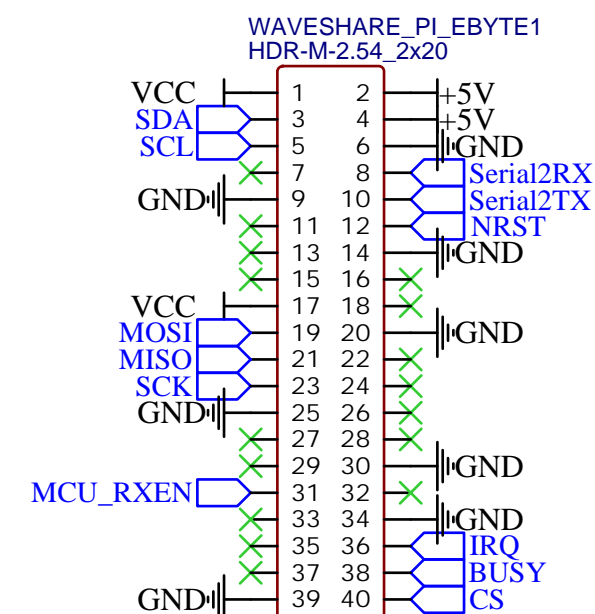 WAVESHARE_PI_EBYTE1
HDR-M-2.54_2x20
VCC 1 2 +5V
SDA 3 4 +5V
SCL 5 6 GND
7 8 Serial2RX
GND 9 10 Serial2TX
11 12 NRST
13 14 GND
15 16
VCC 17 18
MOSI 19 20 GND
MISO 21 22
SCK 23 24
GND 25 26
27 28
29 30 GND
MCU_RXEN 31 32
33 34 GND
35 36 IRQ
37 38 BUSY
GND 39 40 CS